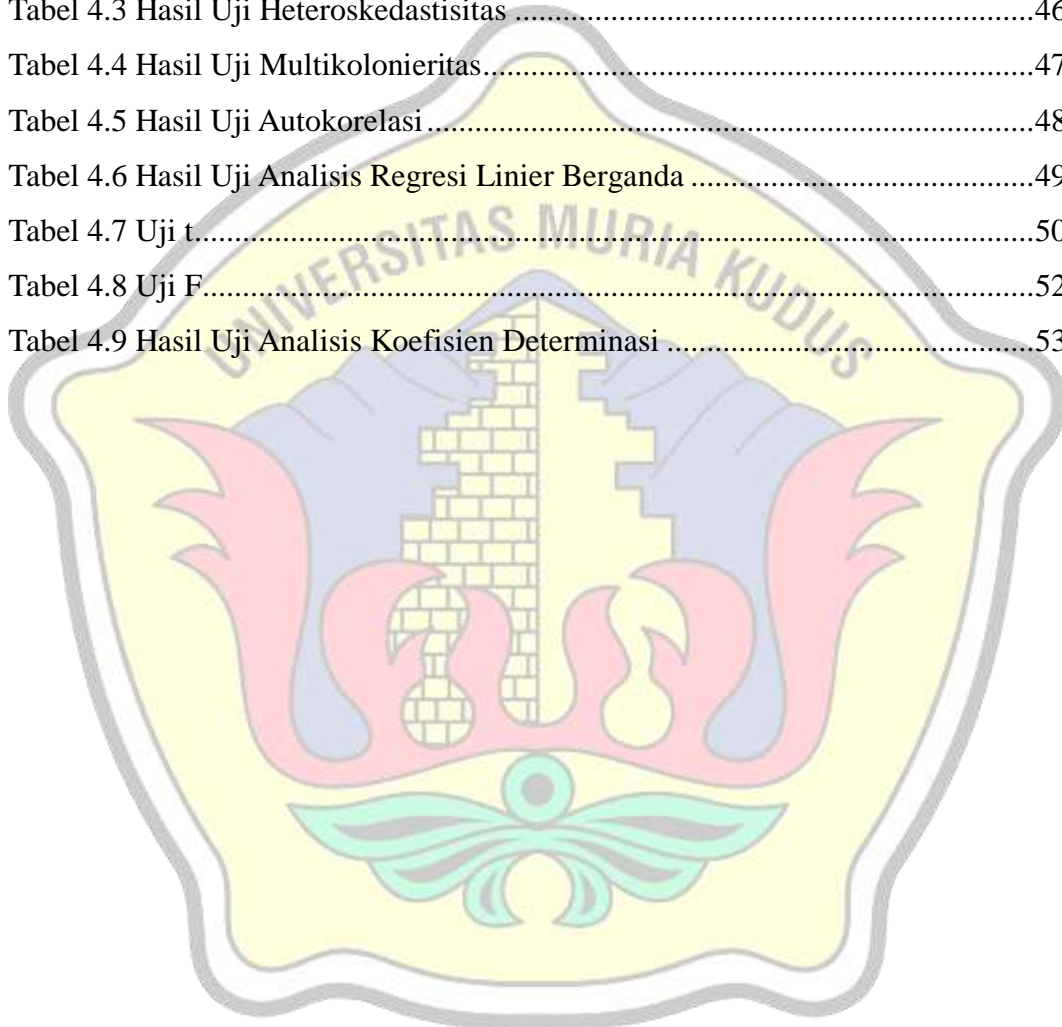 Tabel 4.3 Hasil Uji Heteroskedastisitas ................................................................46
Tabel 4.4 Hasil Uji Multikolonieritas....................................................................47
Tabel 4.5 Hasil Uji Autokorelasi...........................................................................48
Tabel 4.6 Hasil Uji Analisis Regresi Linier Berganda ..........................................49
Tabel 4.7 Uji t........................................................................................................50
Tabel 4.8 Uji F.......................................................................................................52
Tabel 4.9 Hasil Uji Analisis Koefisien Determinasi .............................................53
UNIVERSITAS MURIA KUDUS